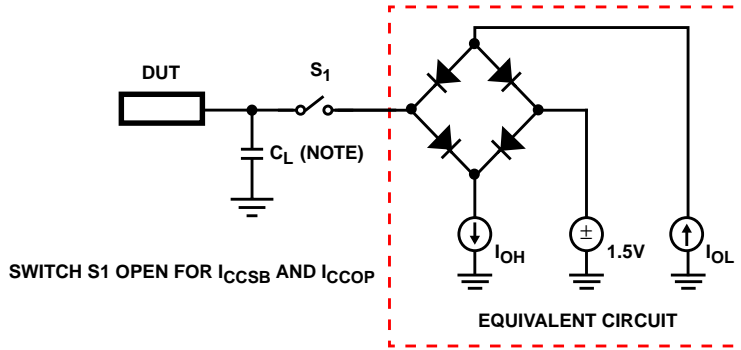 DUT
S1
CL (NOTE)
IOH
±
1.5V
IOL
SWITCH S1 OPEN FOR ICCSB AND ICCOP
EQUIVALENT CIRCUIT